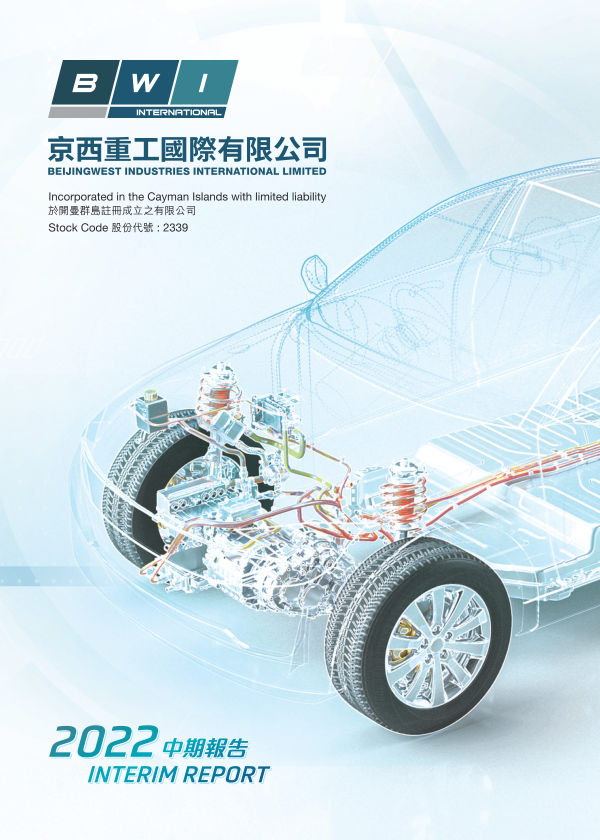 BWI
INTERNATIONAL
京西重工國際有限公司
BEIJINGWEST INDUSTRIES INTERNATIONAL LIMITED
Incorporated in the Cayman Islands with limited liability
於開曼群島註冊成立之有限公司
Stock Code 股份代號 : 2339
2022 中期報告
INTERIM REPORT